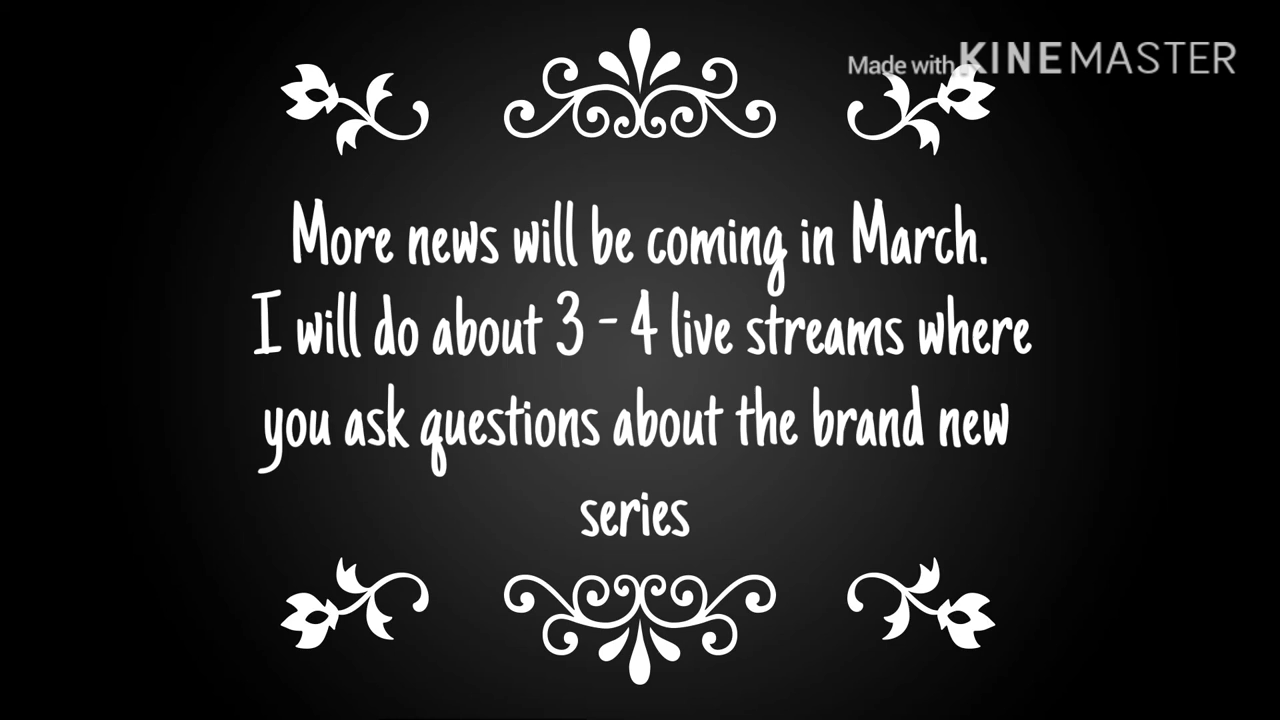 Made with KINEMASTER
More news will be coming in March.
I will do about 3 - 4 live streams where
you ask questions about the brand new
series